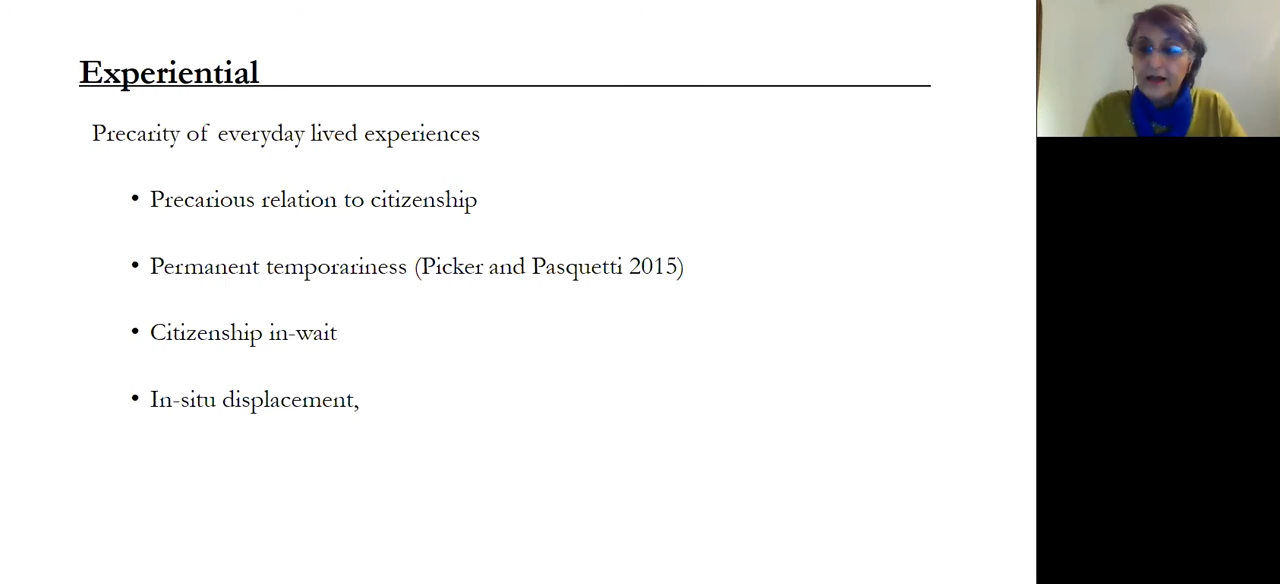 Experiential
Precarity of everyday lived experiences
• Precarious relation to citizenship
• Permanent temporariness (Picker and Pasquetti 2015)
• Citizenship in-wait
• In-situ displacement,